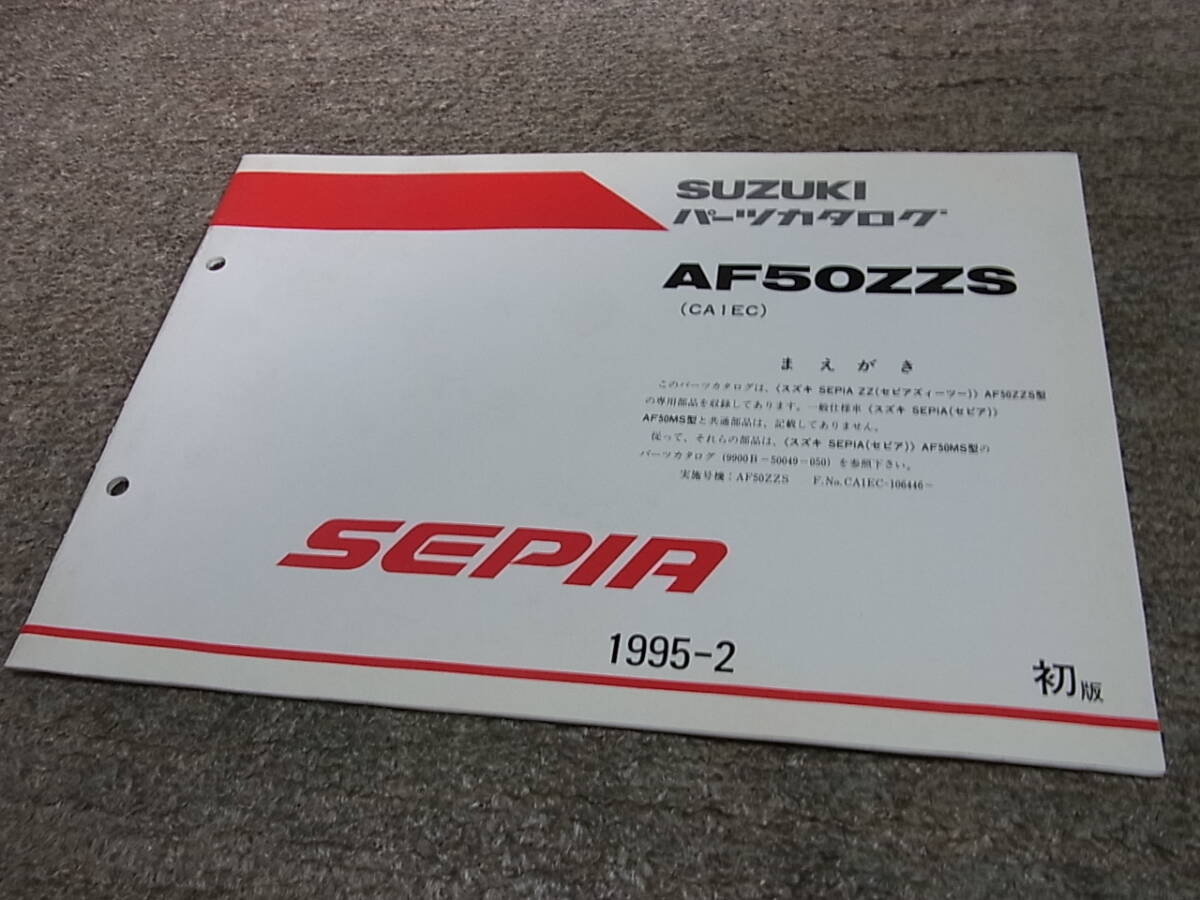 SUZUKI
パーツカタログ
AF50ZZS
(CA1EC)
まえがき
このパーツカタログは、〈スズキ SEPIA ZZ(セピアズィーツー)〉AF50ZZS型
の専用部品を収録してあります。一般仕様車〈スズキ SEPIA(セピア)〉
AF50MS型と共通部品は、記載してありません。
従って、それらの部品は、〈スズキ SEPIA(セピア)〉AF50MS型の
パーツカタログ(9900B-50049-050)を参照下さい。
実施号機:AF50ZZS F.No.CA1EC-106446-
SEPIA
1995-2
初版